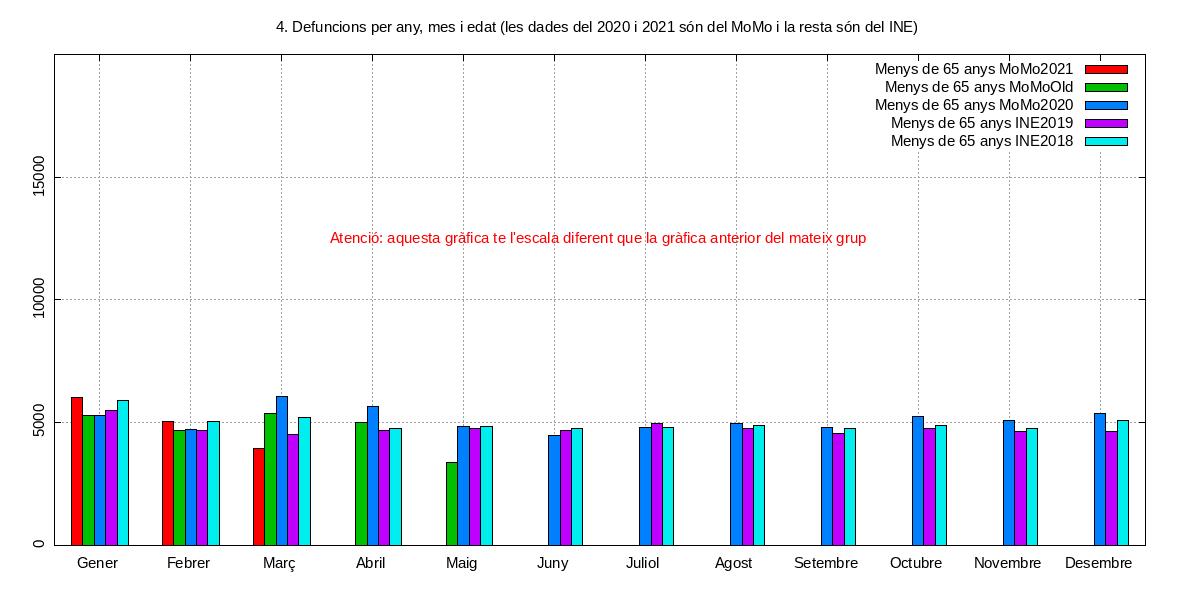 4. Defuncions per any, mes i edat (les dades del 2020 i 2021 són del MoMo i la resta són del INE)
Menys de 65 anys MoMo2021
Menys de 65 anys MoMoOld
Menys de 65 anys MoMo2020
Menys de 65 anys INE2019
Menys de 65 anys INE2018
15000
Atenció: aquesta gràfica te l'escala diferent que la gràfica anterior del mateix grup
10000
5000
0
Gener Febrer Març Abril Maig Juny Juliol Agost Setembre Octubre Novembre Desembre